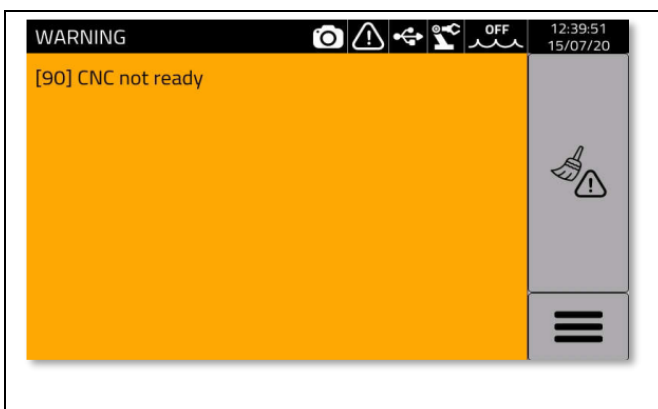 WARNING
OFF
12:39:51
15/07/20
[90] CNC not ready